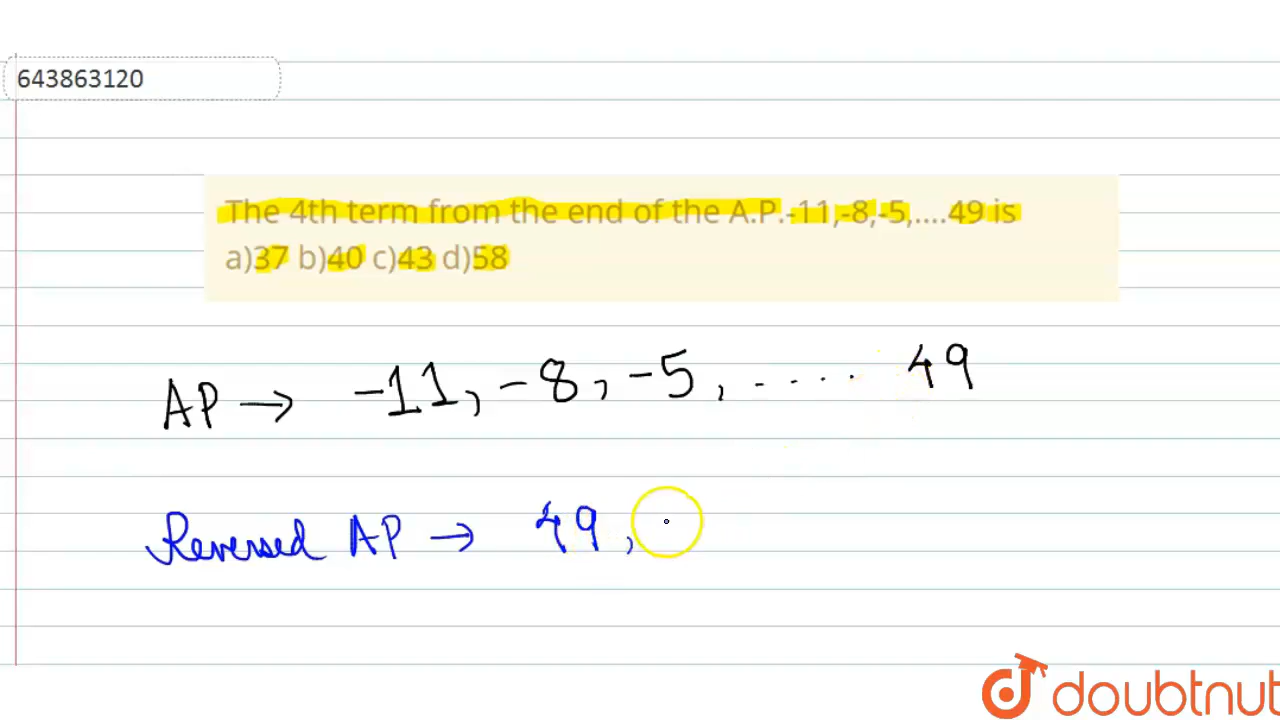 643863120
The 4th term from the end of the A.P.-11,-8,-5,....49 is
a)37 b)40 c)43 d)58
AP → -11, -8, -5, ..... 49
Reversed AP → 49,
doubtnut